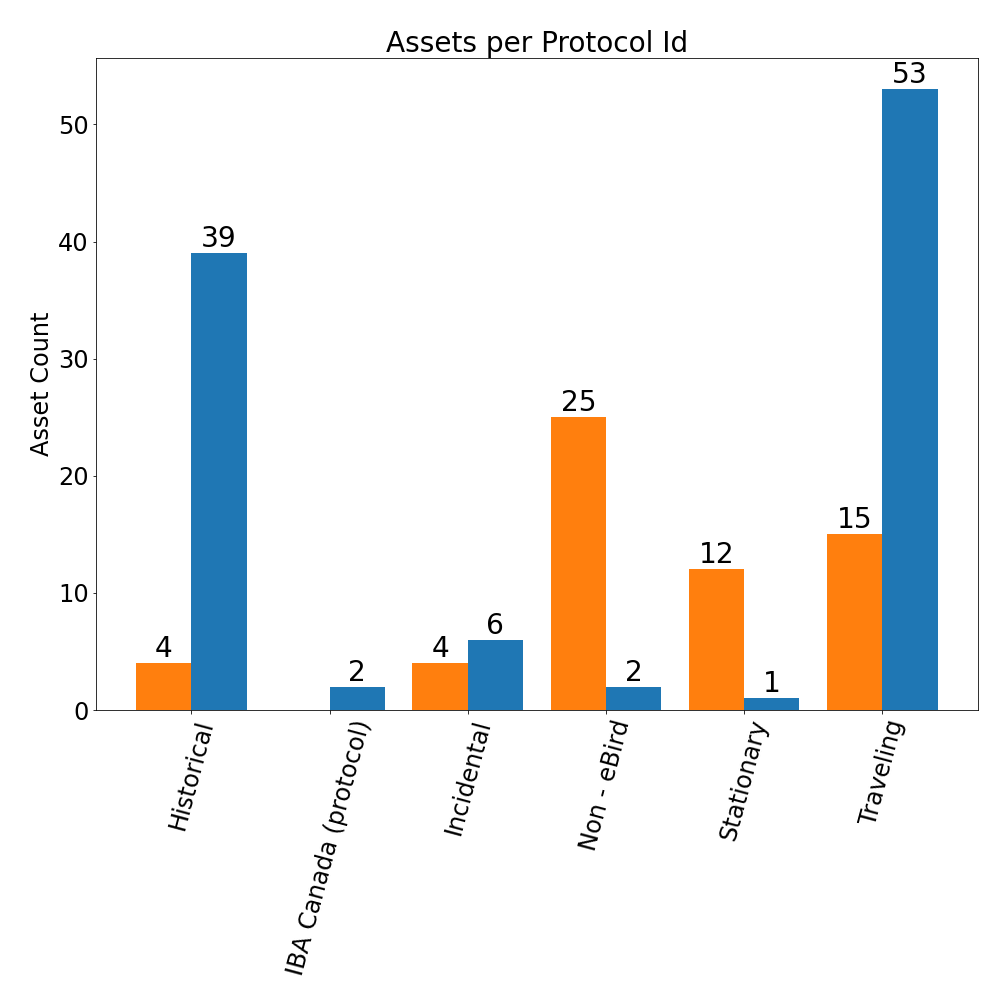 Assets per Protocol Id
Asset Count
50
40
30
20
10
0
4
39
2
4
6
25
2
12
1
15
53
Historical
IBA Canada (protocol)
Incidental
Non - eBird
Stationary
Traveling